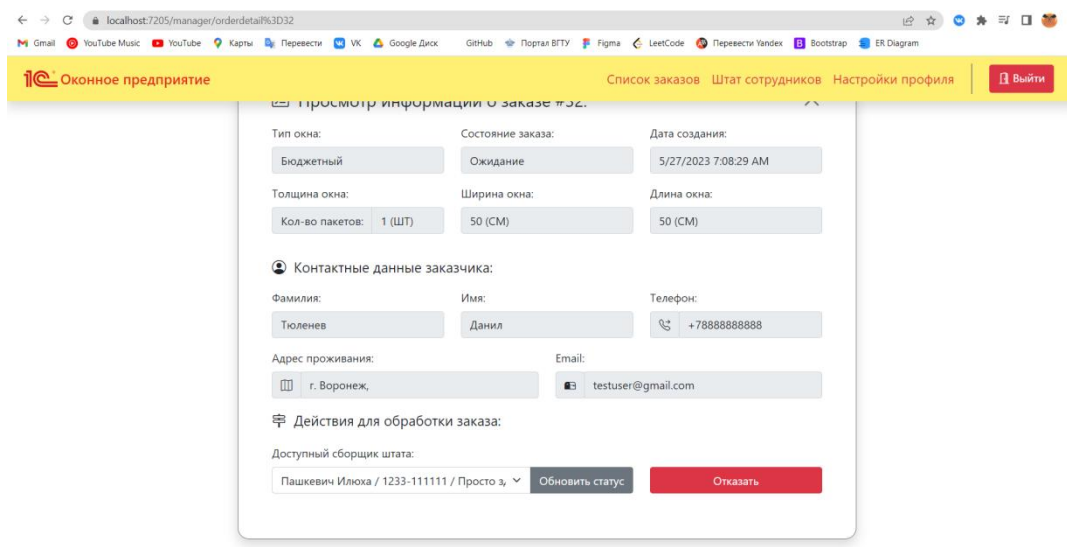 localhost:7205/manager/orderdetail%3D32
Gmail YouTube Music YouTube Карты Перевести VK Google Диск GitHub Портал ВГТУ Figma LeetCode Перевести Yandex Bootstrap ER Diagram
1С Оконное предприятие Список заказов Штат сотрудников Настройки профиля Выйти
Просмотр информации о заказе #32:
Тип окна: Состояние заказа: Дата создания:
Бюджетный Ожидание 5/27/2023 7:08:29 AM
Толщина окна: Ширина окна: Длина окна:
Кол-во пакетов: 1 (ШТ) 50 (СМ) 50 (СМ)
Контактные данные заказчика:
Фамилия: Имя: Телефон:
Тюленев Данил +78888888888
Адрес проживания: Email:
г. Воронеж, testuser@gmail.com
Действия для обработки заказа:
Доступный сборщик штата:
Пашкевич Илюха / 1233-111111 / Просто з Обновить статус Отказать